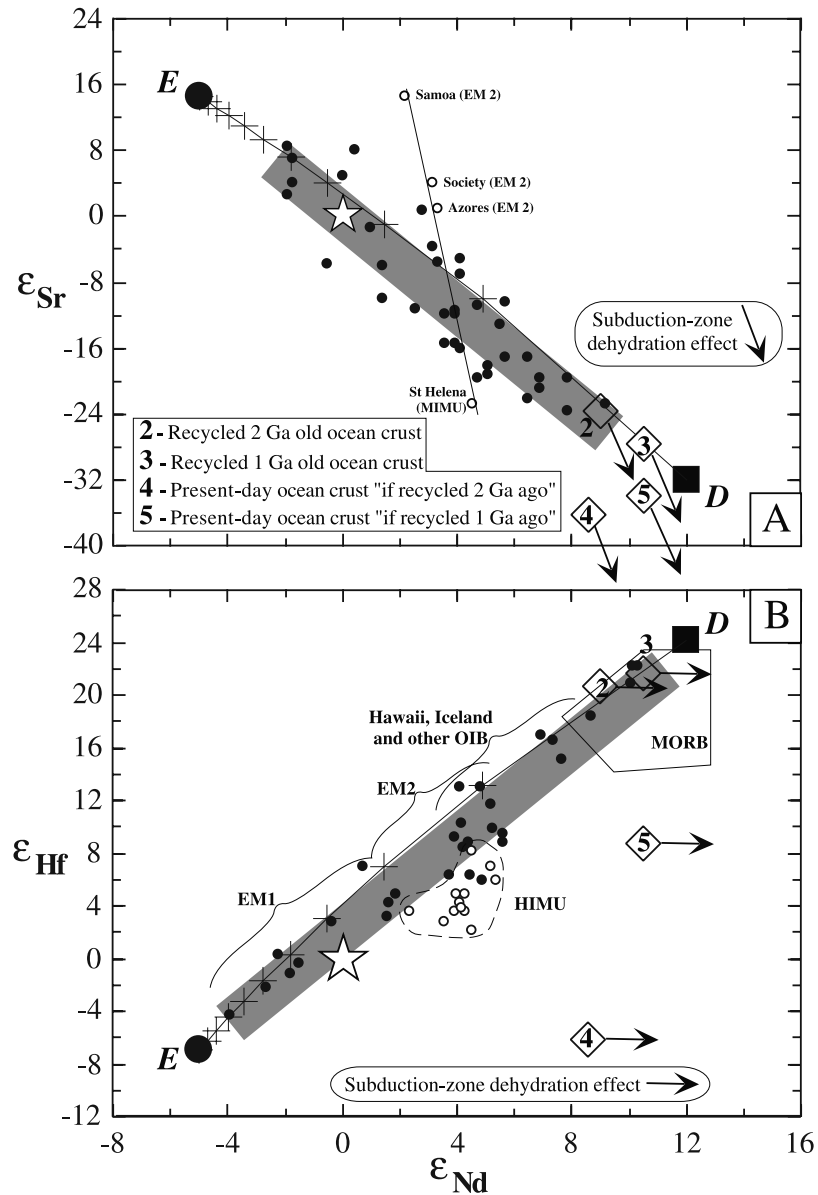 24
16
8
0
-8
-16
-24
-32
-40
εSr
E
Samoa (EM 2)
Society (EM 2)
Azores (EM 2)
St Helena
(MIMU)
Subduction-zone
dehydration effect
2 - Recycled 2 Ga old ocean crust
3 - Recycled 1 Ga old ocean crust
4 - Present-day ocean crust "if recycled 2 Ga ago"
5 - Present-day ocean crust "if recycled 1 Ga ago"
2
3
5
4
D
A
28
24
20
16
12
8
4
0
-4
-8
-12
εHf
B
D
3
2
Hawaii, Iceland
and other OIB
MORB
EM2
5
EM1
HIMU
4
E
Subduction-zone dehydration effect
-8
-4
0
4
8
12
16
εNd